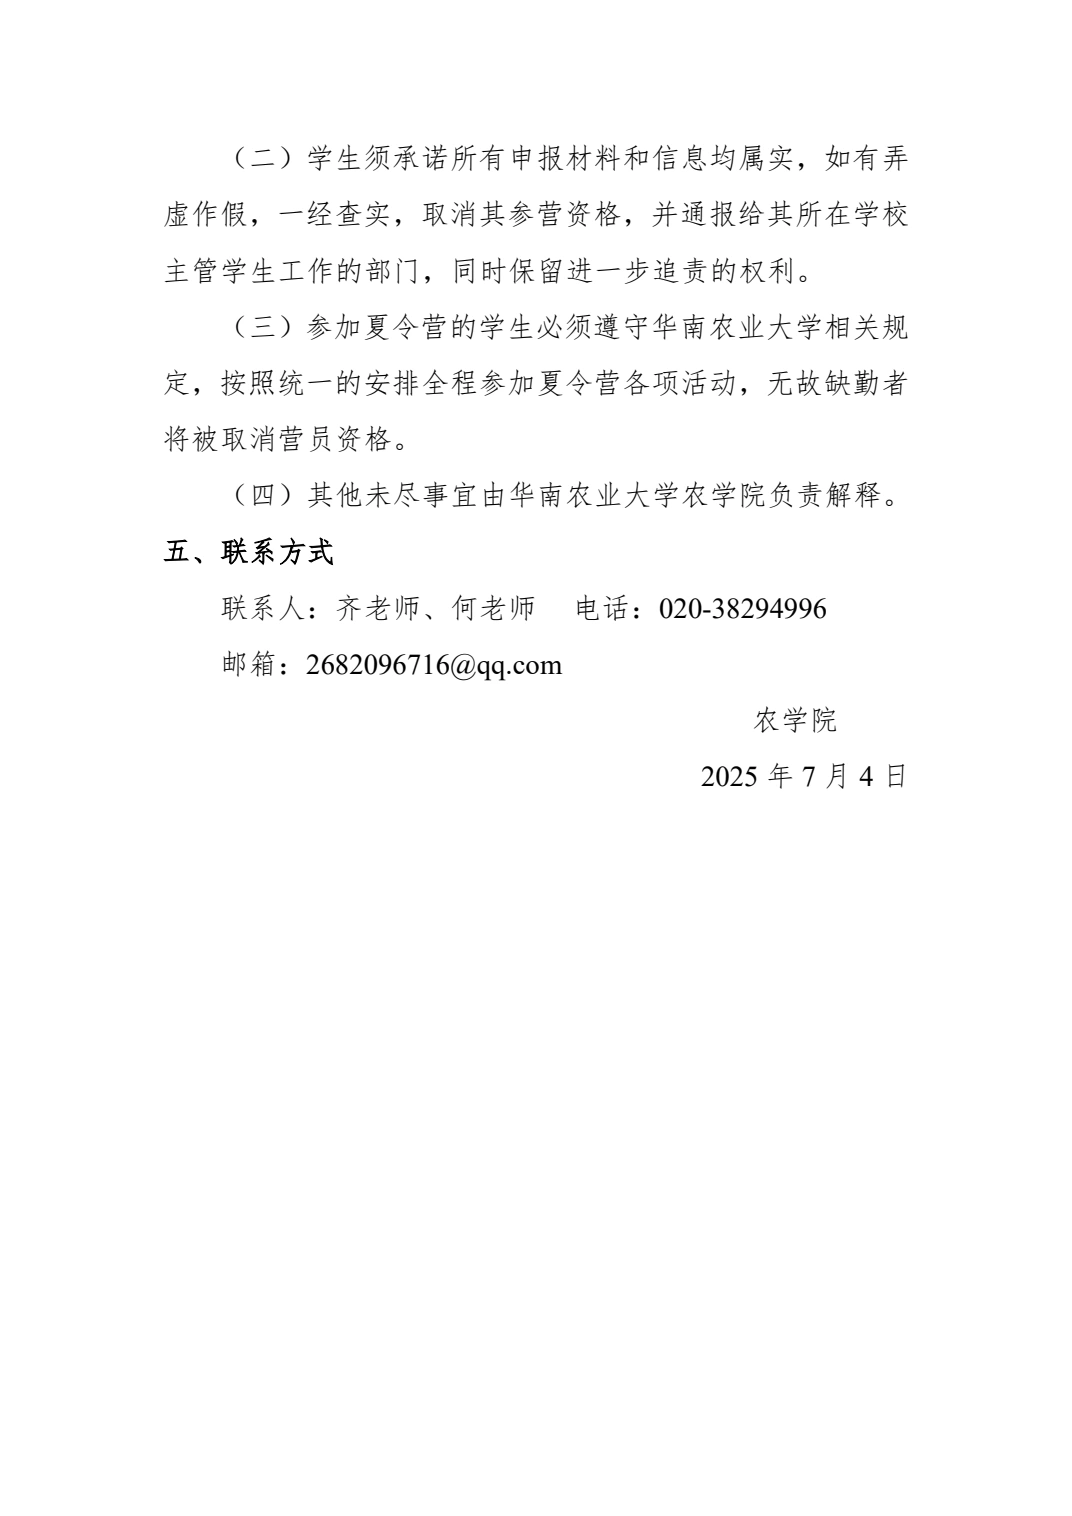 （二）学生须承诺所有申报材料和信息均属实，如有弄
虚作假，一经查实，取消其参营资格，并通报给其所在学校
主管学生工作的部门，同时保留进一步追责的权利。
（三）参加夏令营的学生必须遵守华南农业大学相关规
定，按照统一的安排全程参加夏令营各项活动，无故缺勤者
将被取消营员资格。
（四）其他未尽事宜由华南农业大学农学院负责解释。
五、联系方式
联系人：齐老师、何老师 电话：020-38294996
邮箱：2682096716@qq.com
农学院
2025 年 7 月 4 日